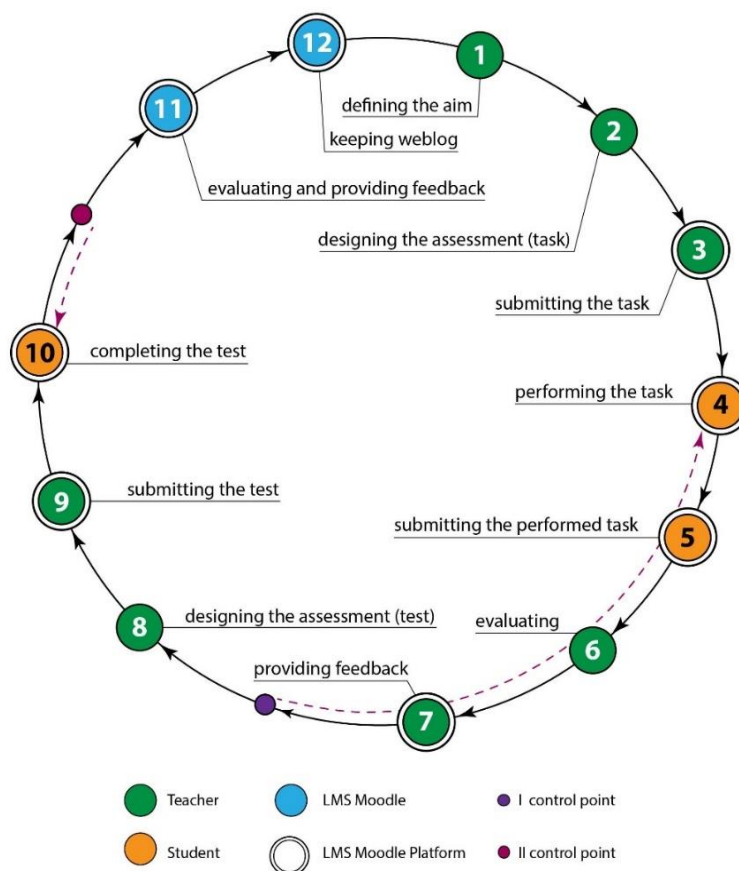 12
1
defining the aim
11
keeping weblog
2
evaluating and providing feedback
designing the assessment (task)
3
submitting the task
10
completing the test
performing the task
4
9
submitting the test
submitting the performed task
5
8
designing the assessment (test)
evaluating
6
providing feedback
7
Teacher
LMS Moodle
I control point
Student
LMS Moodle Platform
II control point